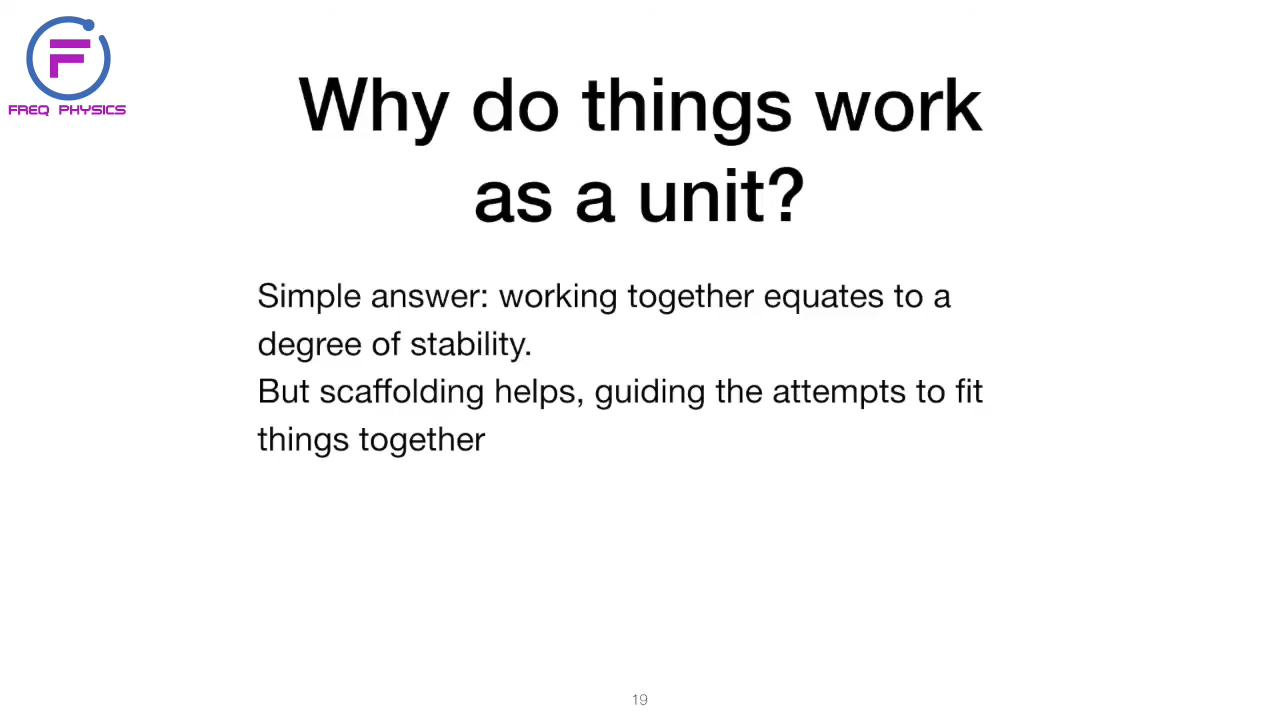 F
FREQ PHYSICS
Why do things work
as a unit?
Simple answer: working together equates to a
degree of stability.
But scaffolding helps, guiding the attempts to fit
things together
19